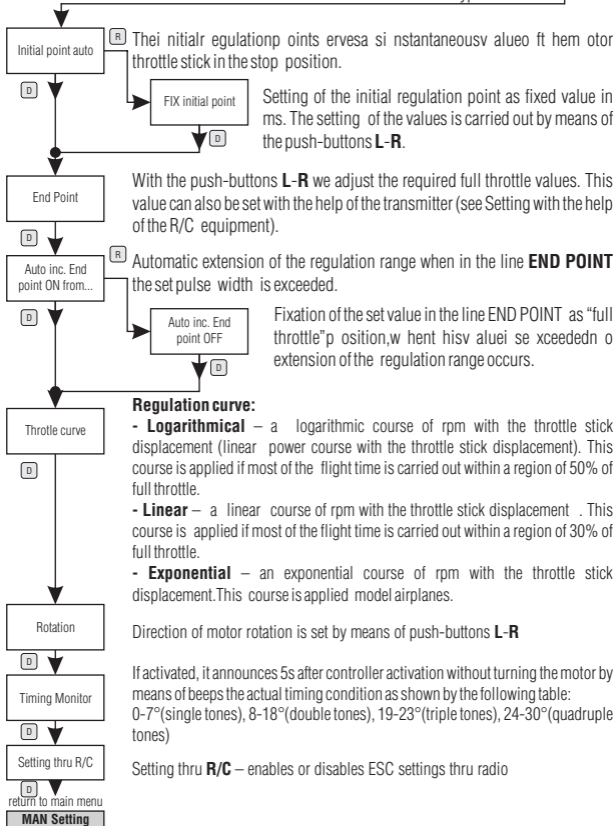 Initial point auto
R
Thei nitialr egulationp oints ervesa si nstantaneousv alueo ft hem otor
throttle stick in the stop position.
D
FIX initial point
Setting of the initial regulation point as fixed value in
ms. The setting of the values is carried out by means of
the push-buttons L-R.
D
End Point
With the push-buttons L-R we adjust the required full throttle values. This
value can also be set with the help of the transmitter (see Setting with the help
of the R/C equipment).
D
Auto inc. End
point ON from...
R
Automatic extension of the regulation range when in the line END POINT
the set pulse width is exceeded.
D
Auto inc. End
point OFF
Fixation of the set value in the line END POINT as "full
throttle"p osition,w hent hisv aluei se xceededn o
extension of the regulation range occurs.
D
Throtle curve
Regulation curve:
- Logarithmical – a logarithmic course of rpm with the throttle stick
displacement (linear power course with the throttle stick displacement). This
course is applied if most of the flight time is carried out within a region of 50% of
full throttle.
D
- Linear – a linear course of rpm with the throttle stick displacement . This
course is applied if most of the flight time is carried out within a region of 30% of
full throttle.
- Exponential – an exponential course of rpm with the throttle stick
displacement.This course is applied model airplanes.
Rotation
Direction of motor rotation is set by means of push-buttons L-R
D
Timing Monitor
If activated, it announces 5s after controller activation without turning the motor by
means of beeps the actual timing condition as shown by the following table:
0-7°(single tones), 8-18°(double tones), 19-23°(triple tones), 24-30°(quadruple
tones)
D
Setting thru R/C
Setting thru R/C – enables or disables ESC settings thru radio
D
return to main menu
MAN Setting